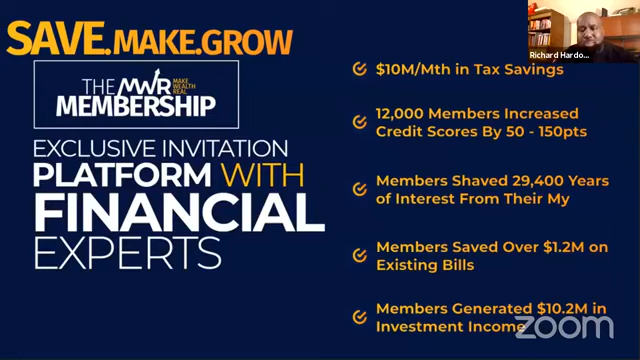 SAVE.MAKE.GROW
THE MWR MAKE WEALTH REAL
MEMBERSHIP
EXCLUSIVE INVITATION
PLATFORM WITH
FINANCIAL
EXPERTS
Richard Hardo...
$10M/Mth in Tax Savings
12,000 Members Increased
Credit Scores By 50 - 150pts
Members Shaved 29,400 Years
of Interest From Their My
Members Saved Over $1.2M on
Existing Bills
Members Generated $10.2M in
Investment Income
zoom